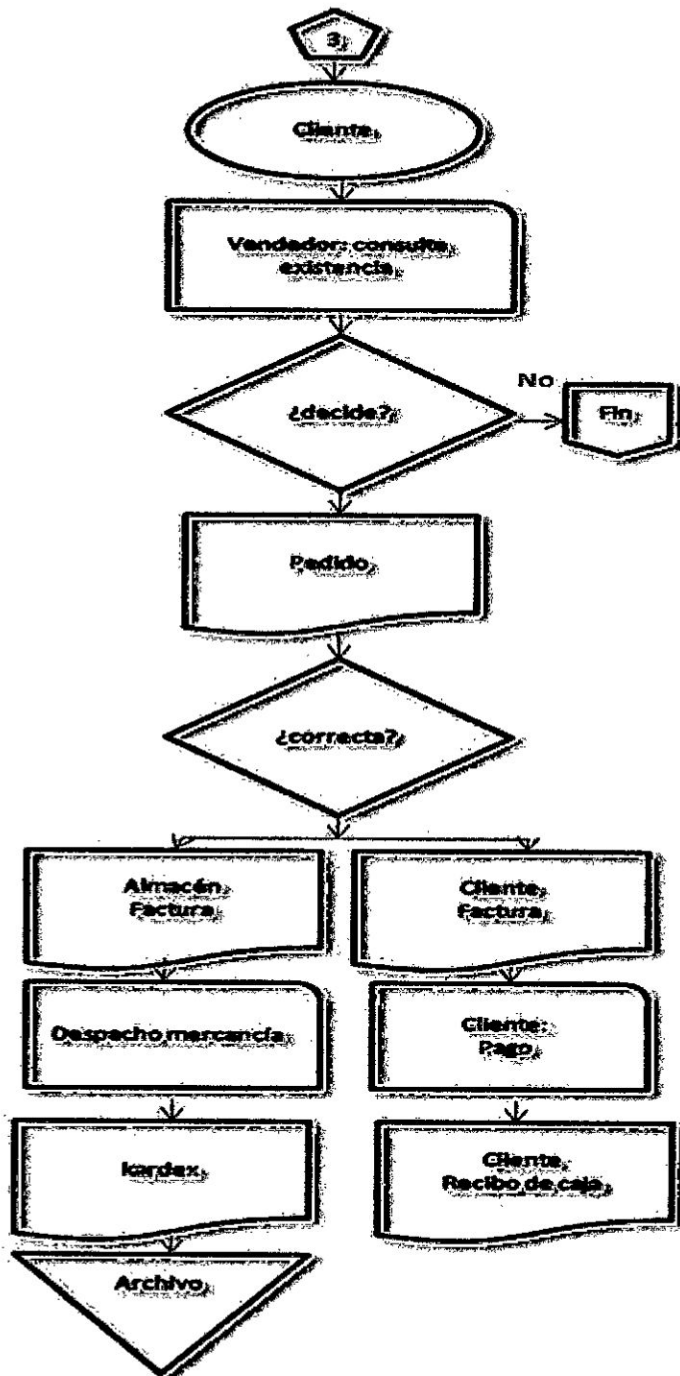 3
Cliente
Vendedor: consulta
existencia
¿decide?
No
Fin
Pedido
¿correcta?
Almacén
Factura
Cliente
Factura
Despacho mercancía
Cliente:
Pago
kardex
Cliente
Recibo de caja
Archivo